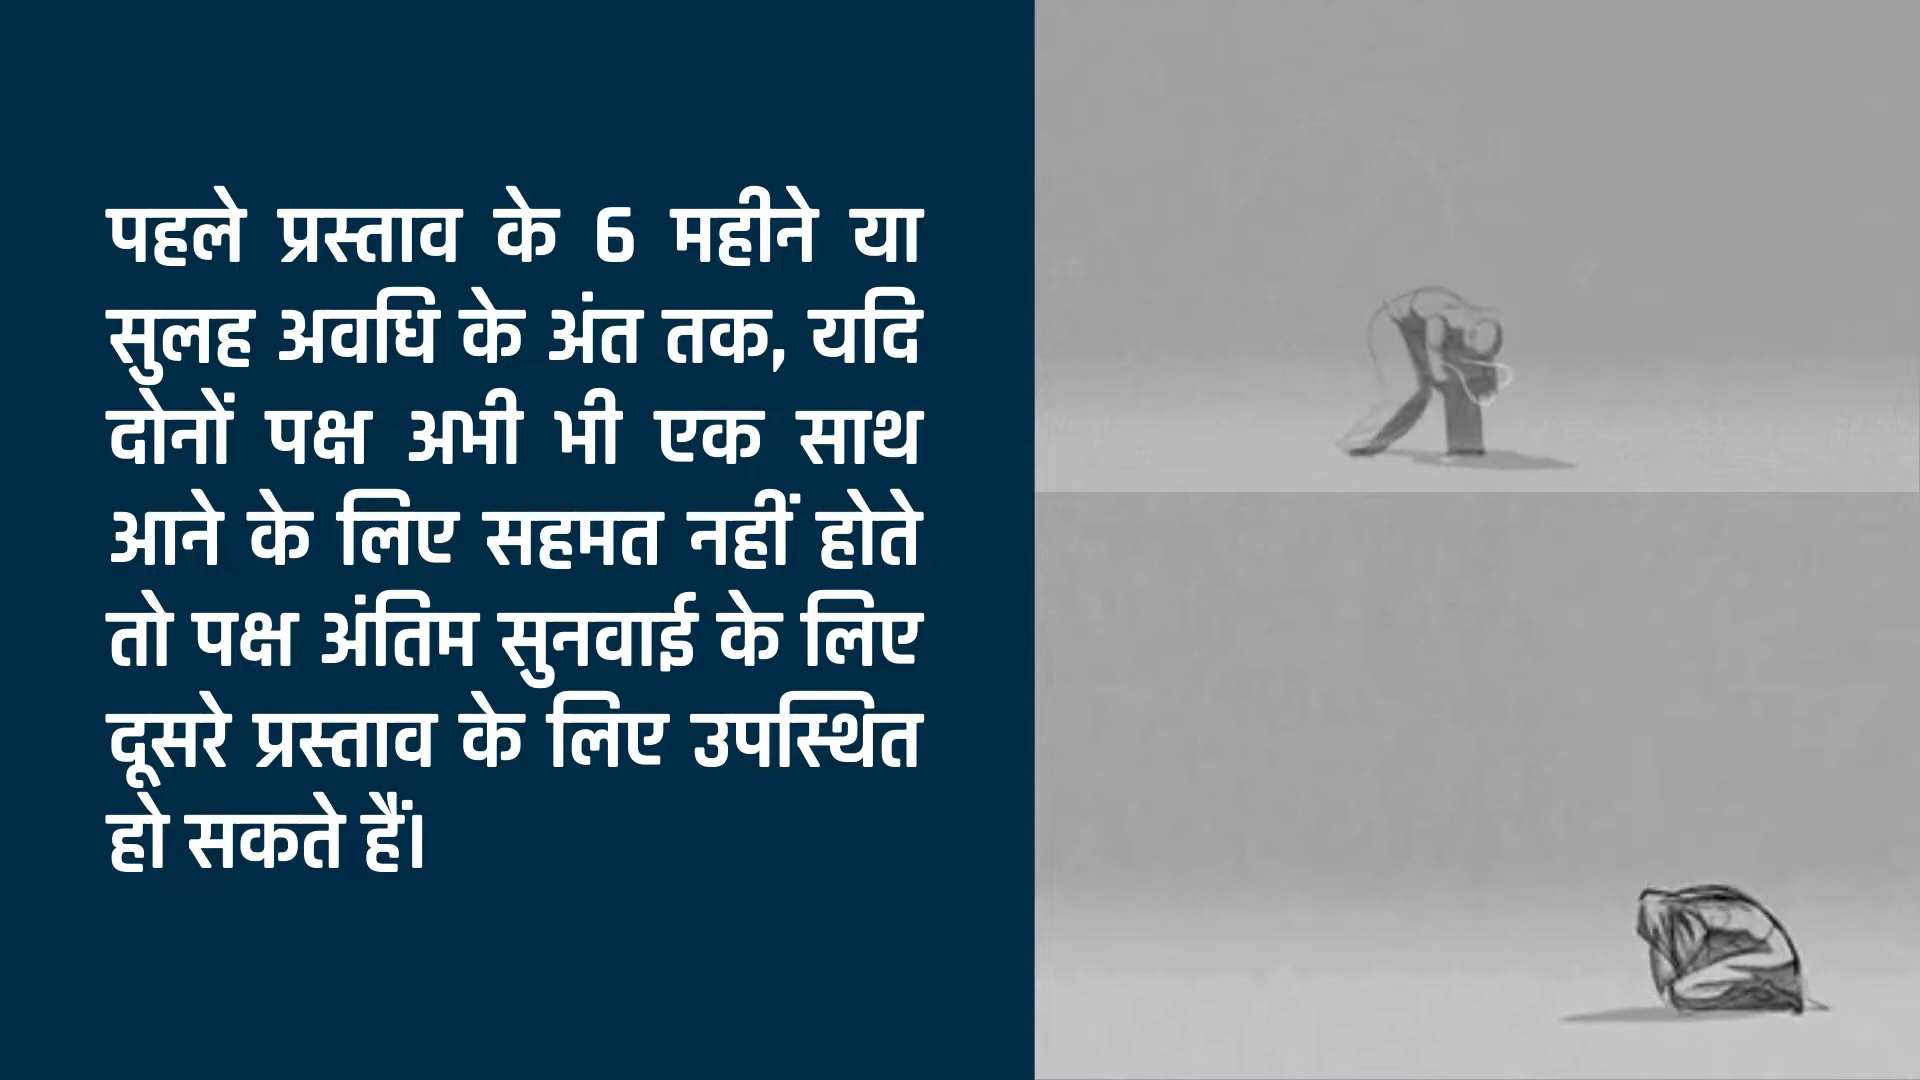 पहले प्रस्ताव के 6 महीने या
सुलह अवधि के अंत तक, यदि
दोनों पक्ष अभी भी एक साथ
आने के लिए सहमत नहीं होते
तो पक्ष अंतिम सुनवाई के लिए
दूसरे प्रस्ताव के लिए उपस्थित
हो सकते हैं।